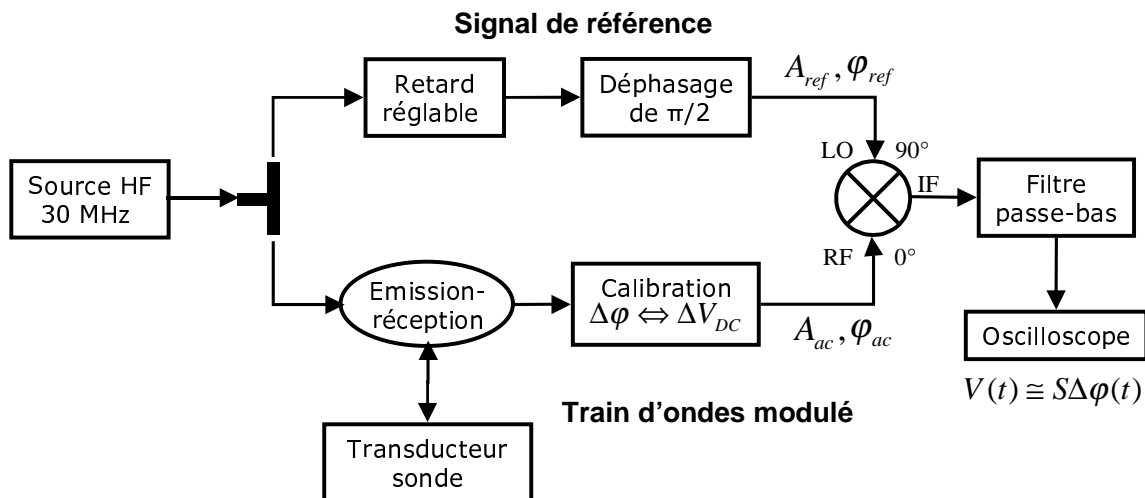 Signal de référence
Retard
réglable
Déphasage
de π/2
A_ref , φ_ref
LO
90°
Source HF
30 MHz
IF
Filtre
passe-bas
RF
0°
Emission-
réception
Calibration
Δφ ⇔ ΔV_DC
A_ac , φ_ac
Oscilloscope
V(t) ≅ SΔφ(t)
Train d'ondes modulé
Transducteur
sonde